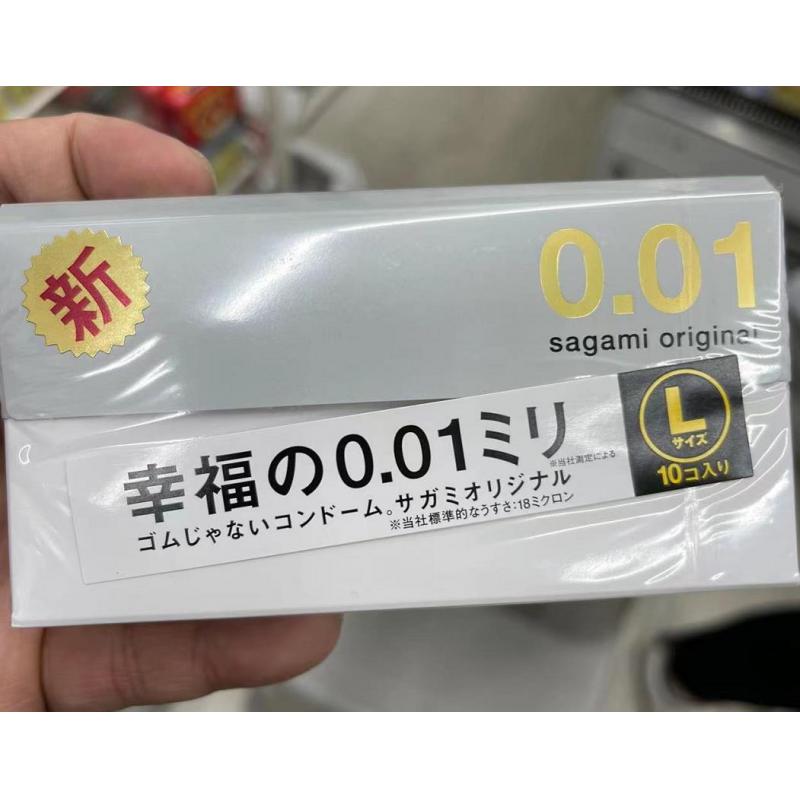 新
0.01
sagami original
幸福の0.01ミリ
※当社測定による
ゴムじゃないコンドーム。サガミオリジナル
※当社標準的なうすさ:18ミクロン
L
サイズ
10コ入り